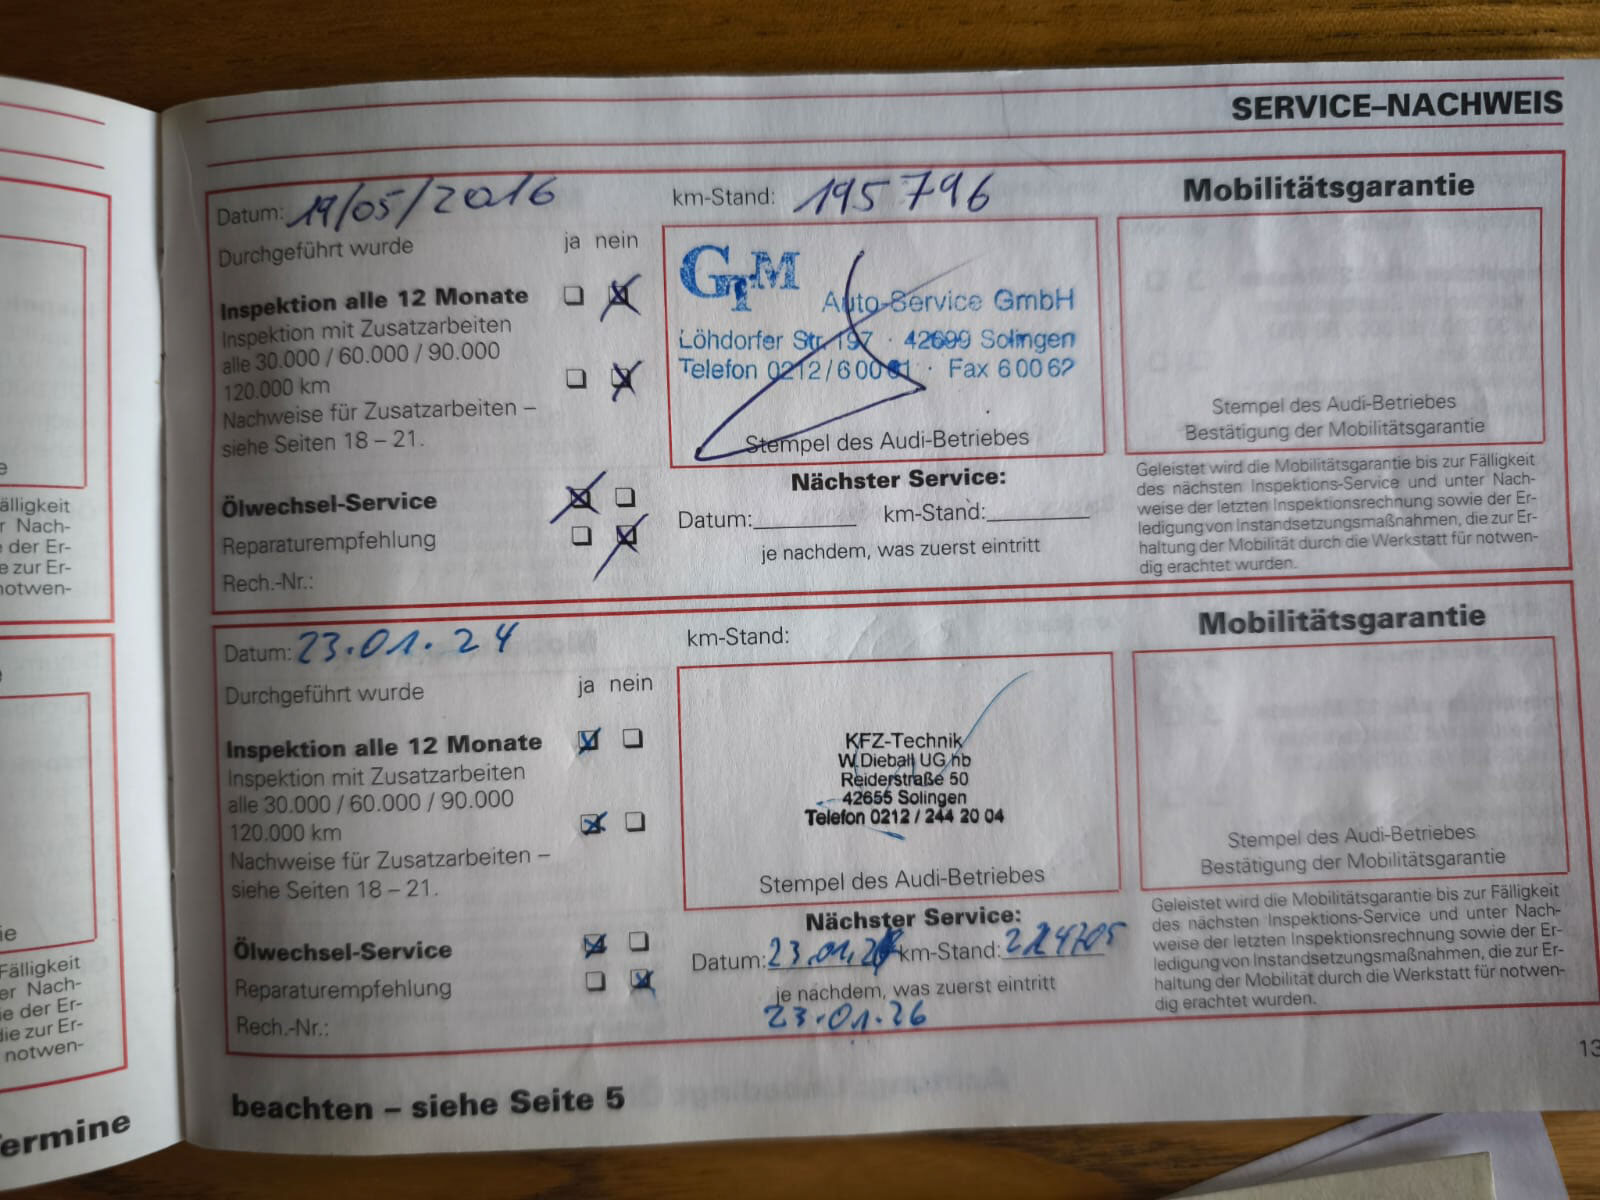 SERVICE–NACHWEIS
Datum: 19/05/2016
km-Stand: 195 796
Durchgeführt wurde ja nein
Inspektion alle 12 Monate
Inspektion mit Zusatzarbeiten
alle 30.000 / 60.000 / 90.000
120.000 km
Nachweise für Zusatzarbeiten –
siehe Seiten 18 – 21.
Ölwechsel-Service
Reparaturempfehlung
Rech.-Nr.:
GTM
Auto-Service GmbH
Löhdorfer Str. 197 · 42699 Solingen
Telefon 0212/6 00 61 · Fax 6 00 62
Stempel des Audi-Betriebes
Nächster Service:
Datum: km-Stand:
je nachdem, was zuerst eintritt
Mobilitätsgarantie
Stempel des Audi-Betriebes
Bestätigung der Mobilitätsgarantie
Geleistet wird die Mobilitätsgarantie bis zur Fälligkeit
des nächsten Inspektions-Service und unter Nach-
weise der letzten Inspektionsrechnung sowie der Er-
ledigung von Instandsetzungsmaßnahmen, die zur Er-
haltung der Mobilität durch die Werkstatt für notwen-
dig erachtet wurden.
Datum: 23.01.24
km-Stand:
Durchgeführt wurde ja nein
Inspektion alle 12 Monate
Inspektion mit Zusatzarbeiten
alle 30.000 / 60.000 / 90.000
120.000 km
Nachweise für Zusatzarbeiten –
siehe Seiten 18 – 21.
Ölwechsel-Service
Reparaturempfehlung
Rech.-Nr.:
KFZ-Technik
W.Dieball UG hb
Reiderstraße 50
42655 Solingen
Telefon 0212 / 244 20 04
Stempel des Audi-Betriebes
Nächster Service:
Datum: km-Stand:
je nachdem, was zuerst eintritt
23.01.26
Mobilitätsgarantie
Stempel des Audi-Betriebes
Bestätigung der Mobilitätsgarantie
Geleistet wird die Mobilitätsgarantie bis zur Fälligkeit
des nächsten Inspektions-Service und unter Nach-
weise der letzten Inspektionsrechnung sowie der Er-
ledigung von Instandsetzungsmaßnahmen, die zur Er-
haltung der Mobilität durch die Werkstatt für notwen-
dig erachtet wurden.
13
beachten – siehe Seite 5